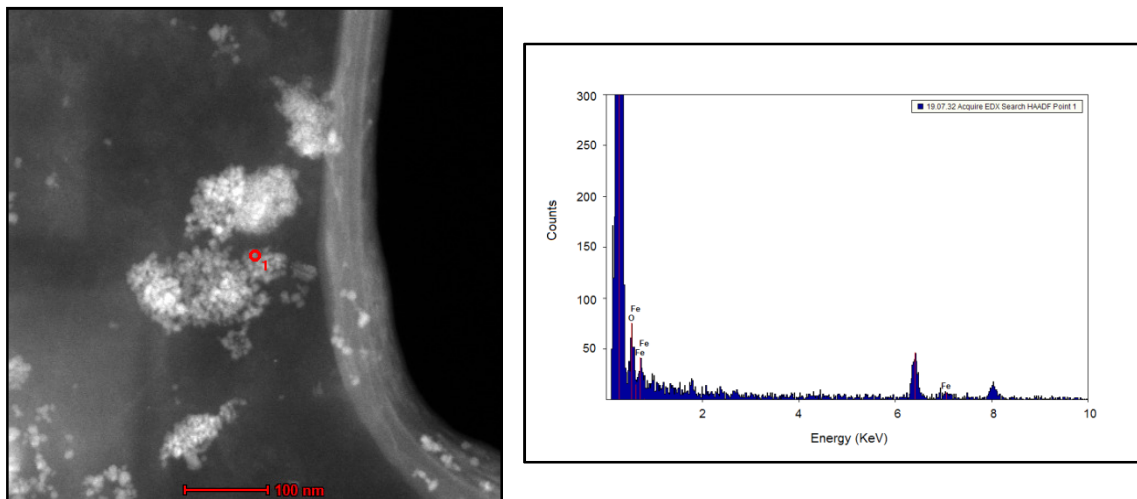 1
100 nm
19.07.32 Acquire EDX Search HAADF Point 1
300
250
200
150
100
50
Counts
Fe
O
Fe
Fe
Fe
2
4
6
8
10
Energy (KeV)